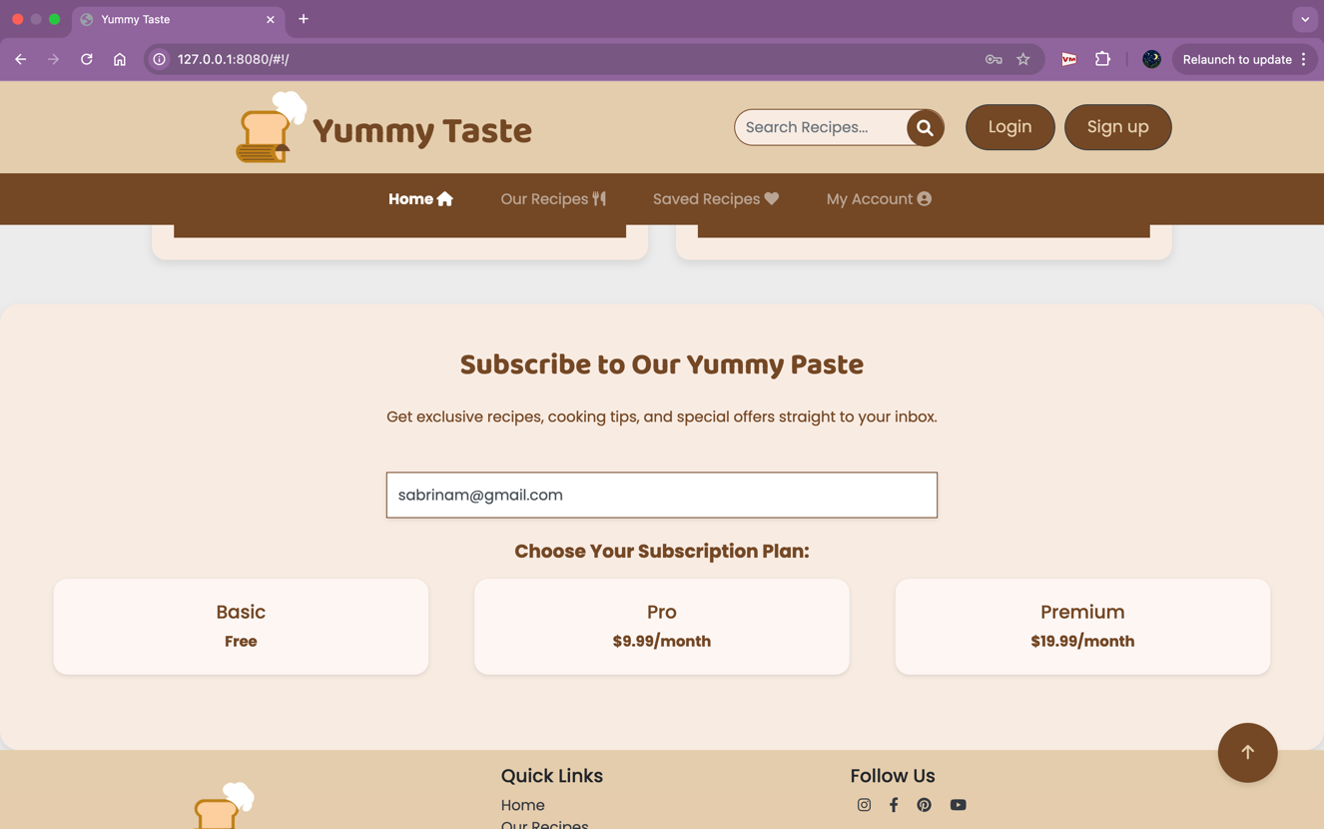 Yummy Taste
127.0.0.1:8080/#!/
Relaunch to update
Yummy Taste
Search Recipes...
Login
Sign up
Home
Our Recipes
Saved Recipes
My Account
Subscribe to Our Yummy Paste
Get exclusive recipes, cooking tips, and special offers straight to your inbox.
sabrinam@gmail.com
Choose Your Subscription Plan:
Basic
Free
Pro
$9.99/month
Premium
$19.99/month
Quick Links
Home
Our Recipes
Follow Us